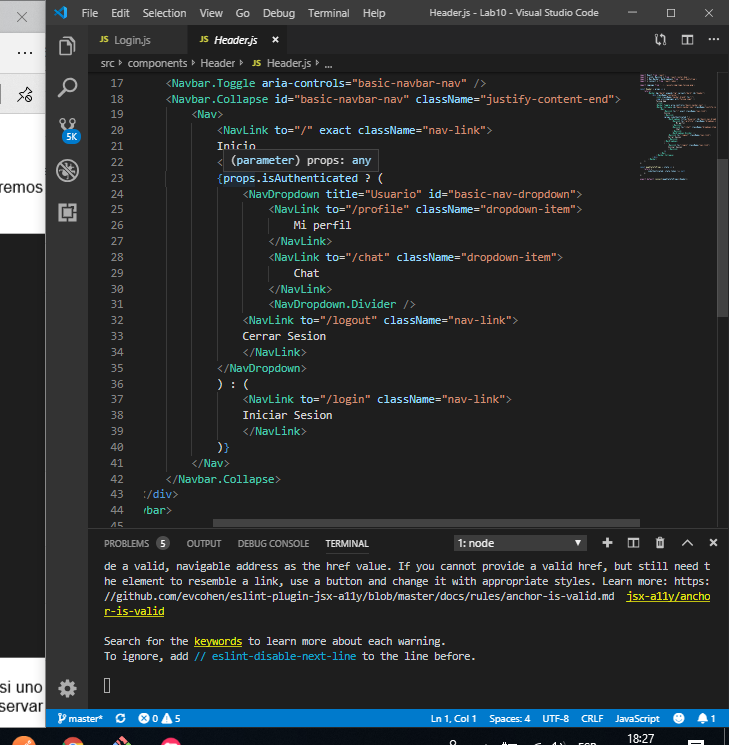 File Edit Selection View Go Debug Terminal Help Header.js - Lab10 - Visual Studio Code
JS Login.js JS Header.js
src › components › Header › JS Header.js › ...
17 <Navbar.Toggle aria-controls="basic-navbar-nav" />
18 <Navbar.Collapse id="basic-navbar-nav" className="justify-content-end">
19 <Nav>
20 <NavLink to="/" exact className="nav-link">
21 Inicio
22 < (parameter) props: any
23 {props.isAuthenticated ? (
24 <NavDropdown title="Usuario" id="basic-nav-dropdown">
25 <NavLink to="/profile" className="dropdown-item">
26 Mi perfil
27 </NavLink>
28 <NavLink to="/chat" className="dropdown-item">
29 Chat
30 </NavLink>
31 <NavDropdown.Divider />
32 <NavLink to="/logout" className="nav-link">
33 Cerrar Sesion
34 </NavLink>
35 </NavDropdown>
36 ) : (
37 <NavLink to="/login" className="nav-link">
38 Iniciar Sesion
39 </NavLink>
40 )}
41 </Nav>
42 </Navbar.Collapse>
43 </div>
44 vbar>
45
5K
remos
si uno
servar
PROBLEMS 5 OUTPUT DEBUG CONSOLE TERMINAL 1: node
de a valid, navigable address as the href value. If you cannot provide a valid href, but still need t
he element to resemble a link, use a button and change it with appropriate styles. Learn more: https:
//github.com/evcohen/eslint-plugin-jsx-a11y/blob/master/docs/rules/anchor-is-valid.md jsx-a11y/ancho
r-is-valid
Search for the keywords to learn more about each warning.
To ignore, add // eslint-disable-next-line to the line before.
master* 0 5 Ln 1, Col 1 Spaces: 4 UTF-8 CRLF JavaScript 1
18:27